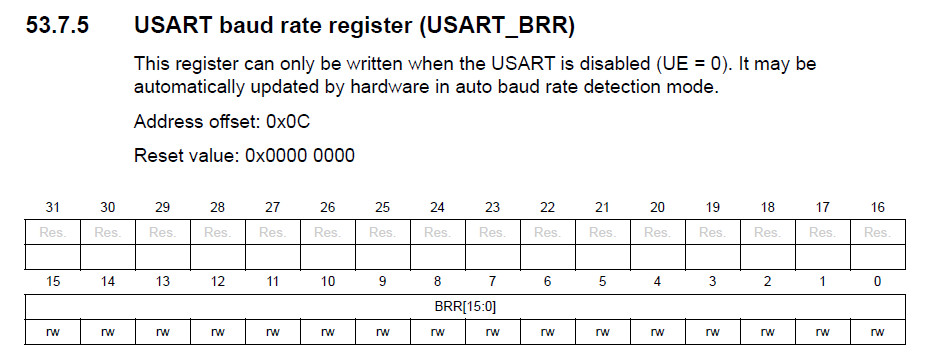 53.7.5 USART baud rate register (USART_BRR)
This register can only be written when the USART is disabled (UE = 0). It may be
automatically updated by hardware in auto baud rate detection mode.
Address offset: 0x0C
Reset value: 0x0000 0000
31 30 29 28 27 26 25 24 23 22 21 20 19 18 17 16
Res. Res. Res. Res. Res. Res. Res. Res. Res. Res. Res. Res. Res. Res. Res. Res.
15 14 13 12 11 10 9 8 7 6 5 4 3 2 1 0
BRR[15:0]
rw rw rw rw rw rw rw rw rw rw rw rw rw rw rw rw